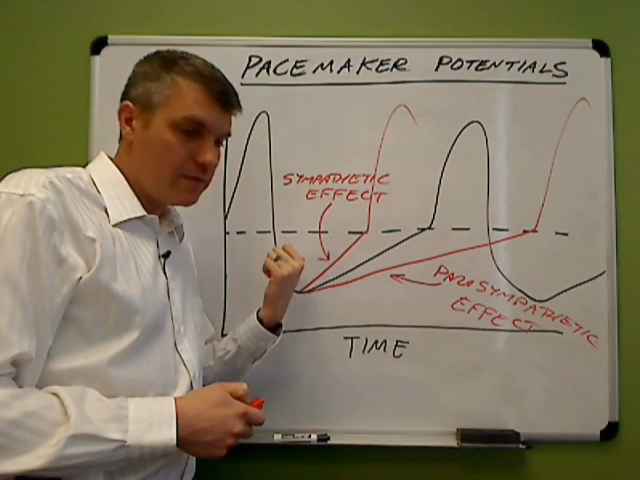 PACEMAKER POTENTIALS
SYMPATHETIC
EFFECT
PARASYMPATHETIC
EFFECT
TIME